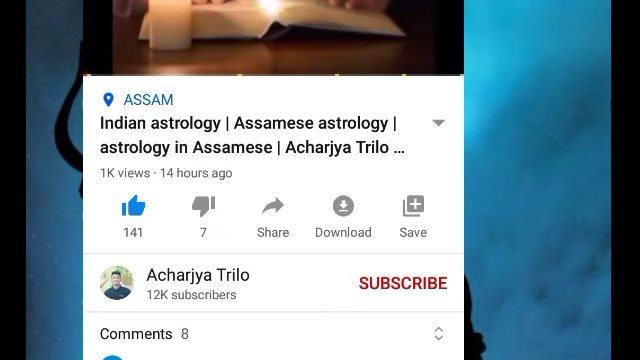 ASSAM
Indian astrology | Assamese astrology |
astrology in Assamese | Acharjya Trilo ...
1K views · 14 hours ago
141
7
Share
Download
Save
Acharjya Trilo
12K subscribers
SUBSCRIBE
Comments 8